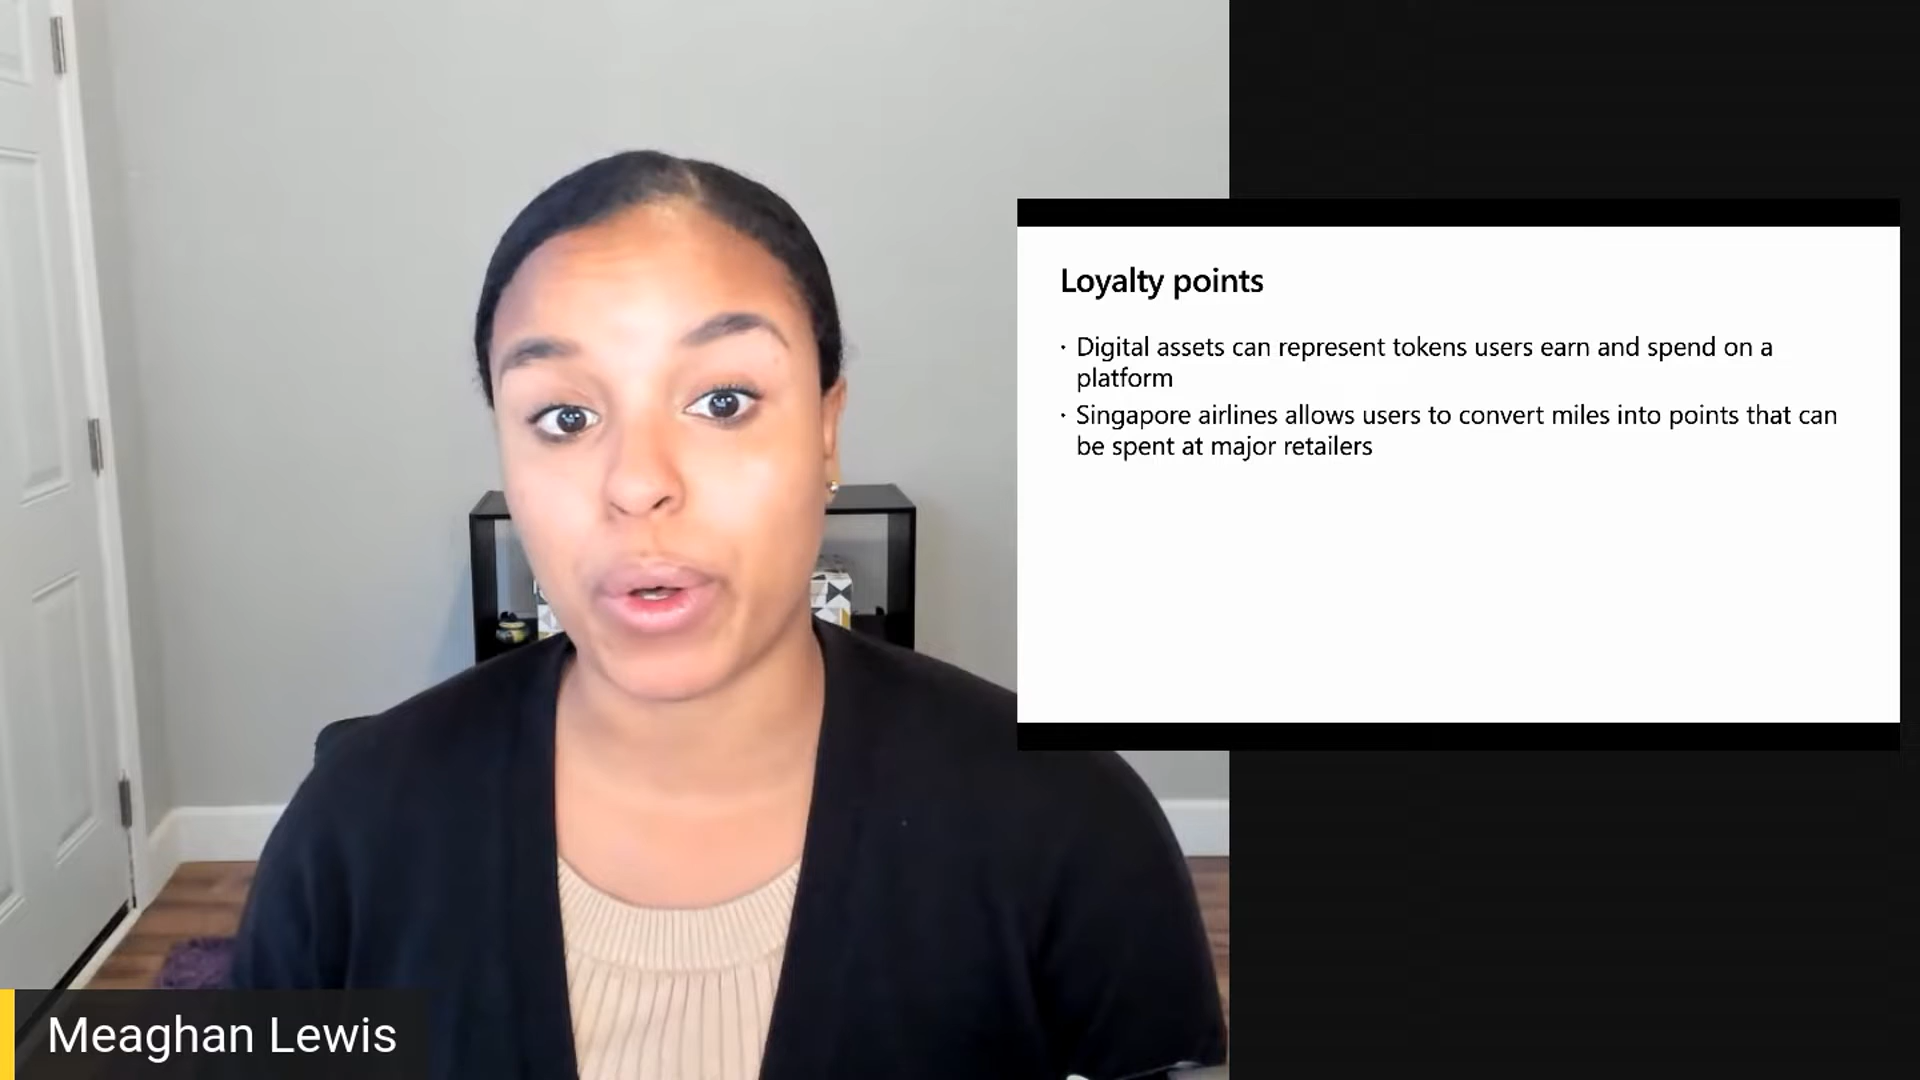 Loyalty points
· Digital assets can represent tokens users earn and spend on a
platform
· Singapore airlines allows users to convert miles into points that can
be spent at major retailers
Meaghan Lewis